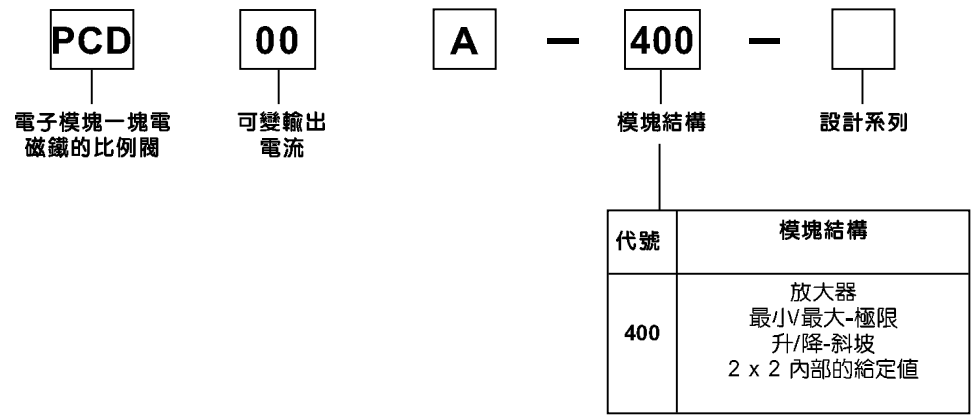 PCD 00 A – 400 –
電子模塊一塊電
磁鐵的比例閥
可變輸出
電流
模塊結構
設計系列
代號 模塊結構
400
放大器
最小/最大-極限
升/降-斜坡
2 x 2 內部的給定值